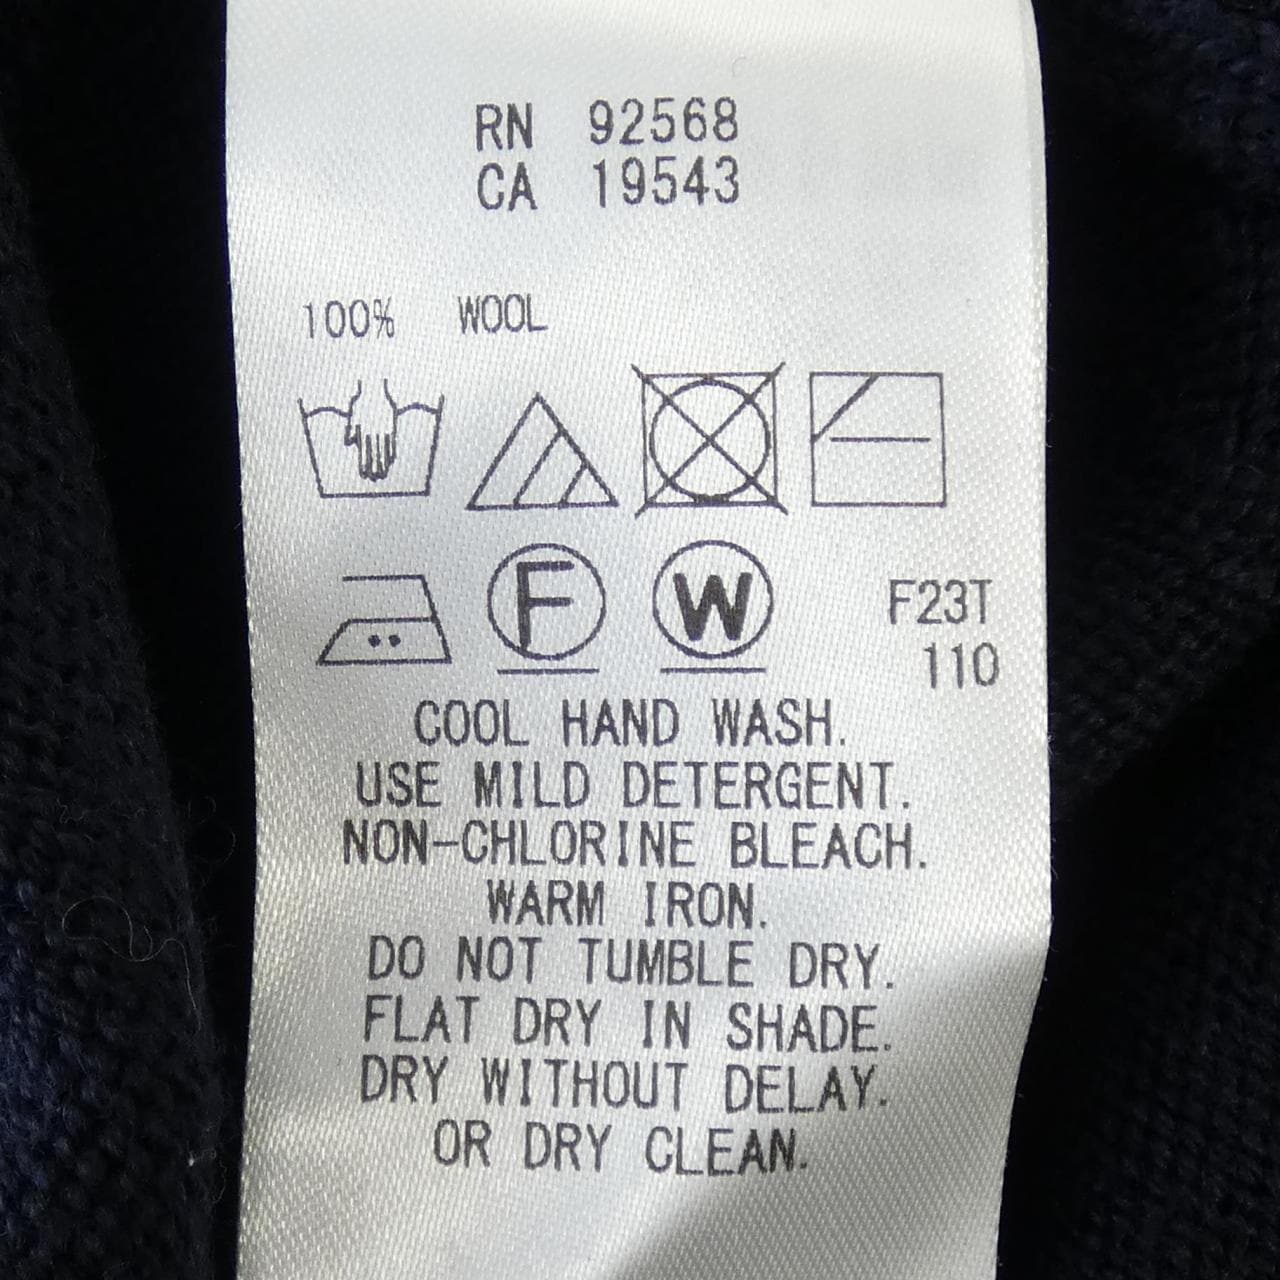 RN 92568
CA 19543
100% WOOL
F W F23T
110
COOL HAND WASH.
USE MILD DETERGENT.
NON-CHLORINE BLEACH.
WARM IRON.
DO NOT TUMBLE DRY.
FLAT DRY IN SHADE.
DRY WITHOUT DELAY.
OR DRY CLEAN.